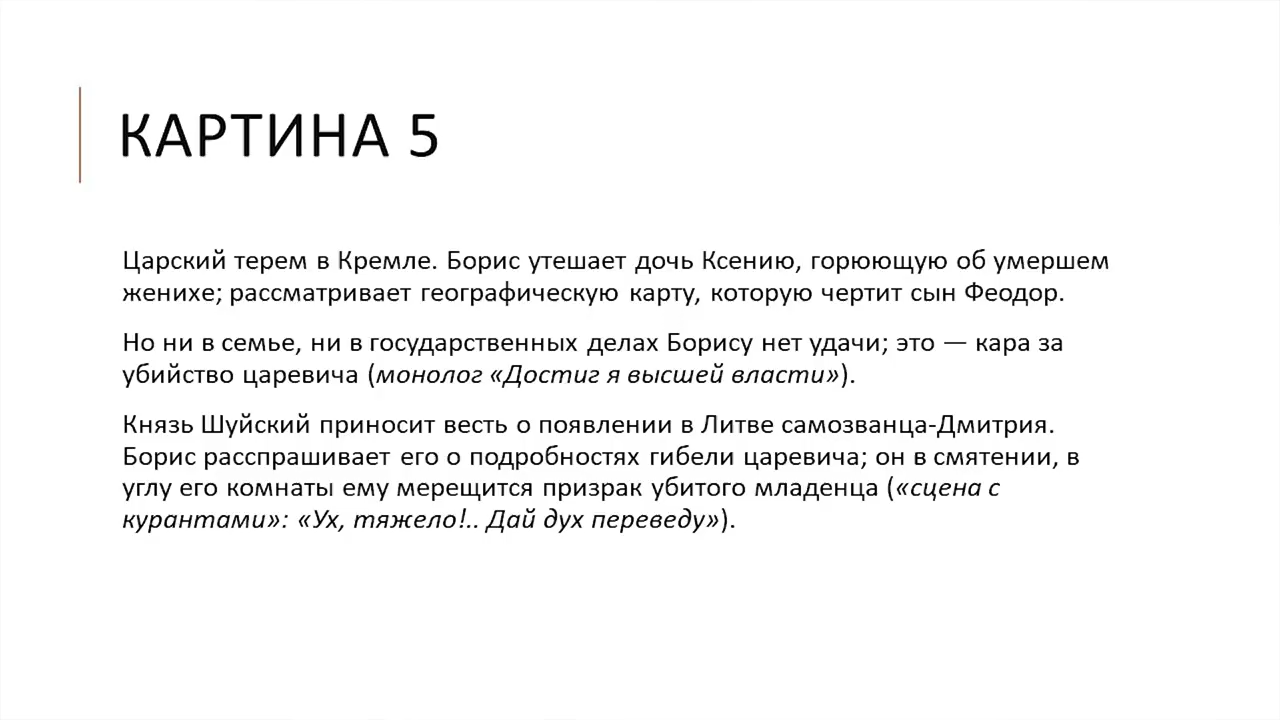 КАРТИНА 5
Царский терем в Кремле. Борис утешает дочь Ксению, горюющую об умершем
женихе; рассматривает географическую карту, которую чертит сын Феодор.
Но ни в семье, ни в государственных делах Борису нет удачи; это — кара за
убийство царевича (монолог «Достиг я высшей власти»).
Князь Шуйский приносит весть о появлении в Литве самозванца-Дмитрия.
Борис расспрашивает его о подробностях гибели царевича; он в смятении, в
углу его комнаты ему мерещится призрак убитого младенца («сцена с
курантами»: «Ух, тяжело!.. Дай дух переведу»).